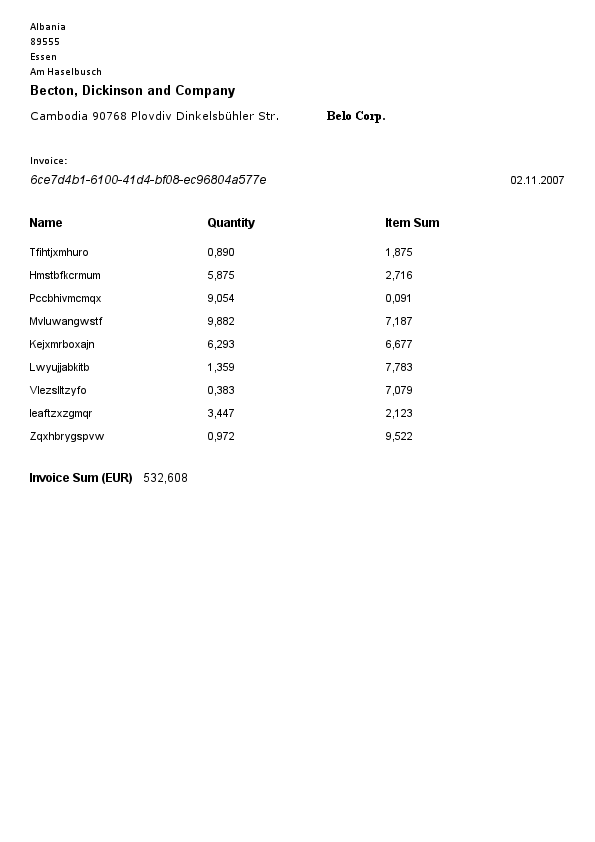 Albania
89555
Essen
Am Haselbusch
Becton, Dickinson and Company
Cambodia 90768 Plovdiv Dinkelsbühler Str. Belo Corp.
Invoice:
6ce7d4b1-6100-41d4-bf08-ec96804a577e 02.11.2007
Name Quantity Item Sum
Tfihtjxmhuro 0,890 1,875
Hmstbfkcrmum 5,875 2,716
Pccbhivmcmqx 9,054 0,091
Mvluwangwstf 9,882 7,187
Kejxmrboxajn 6,293 6,677
Lwyujjabkitb 1,359 7,783
Vlezslltzyfo 0,383 7,079
Ieaftzxzgmqr 3,447 2,123
Zqxhbrygspvw 0,972 9,522
Invoice Sum (EUR) 532,608